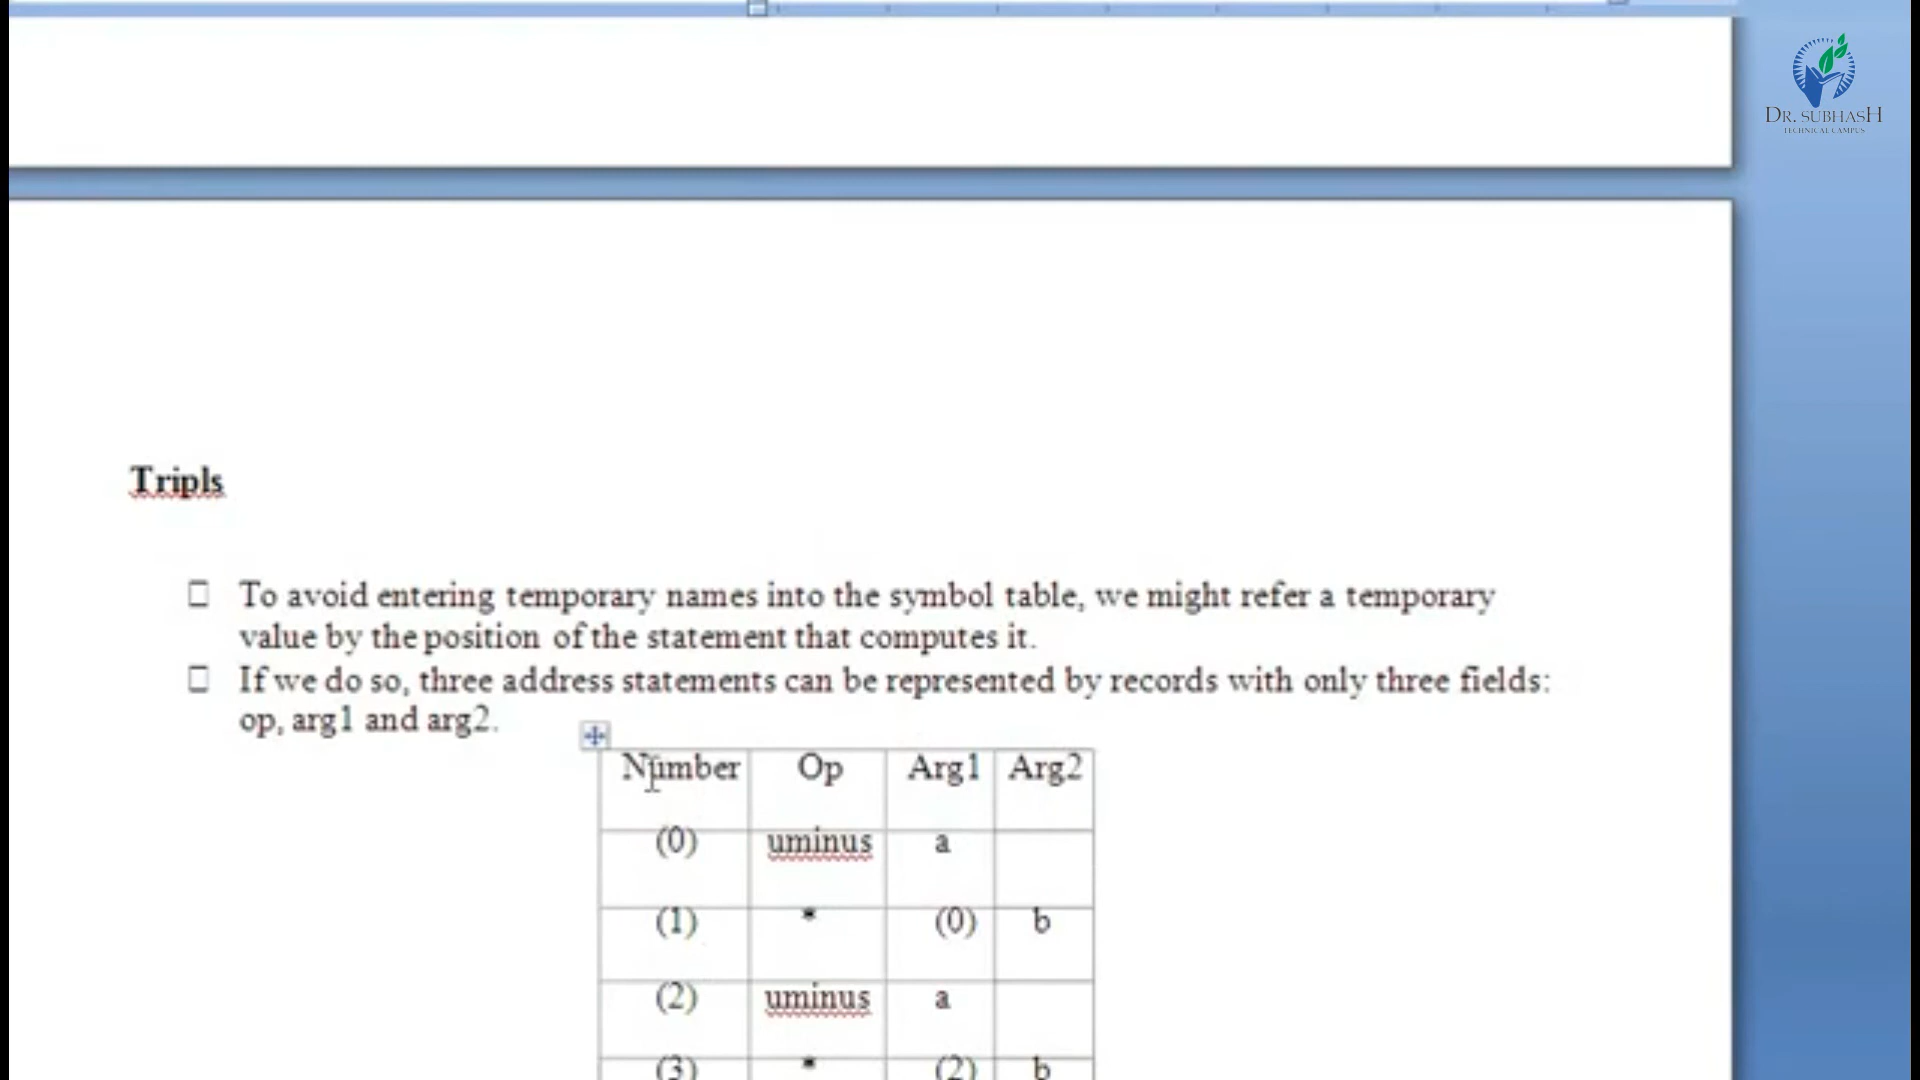 DR. SUBHASH
TECHNICAL CAMPUS
Tripls
To avoid entering temporary names into the symbol table, we might refer a temporary
value by the position of the statement that computes it.
If we do so, three address statements can be represented by records with only three fields:
op, arg1 and arg2.
Number Op Arg1 Arg2
(0) uminus a
(1) * (0) b
(2) uminus a
(3) * (2) b